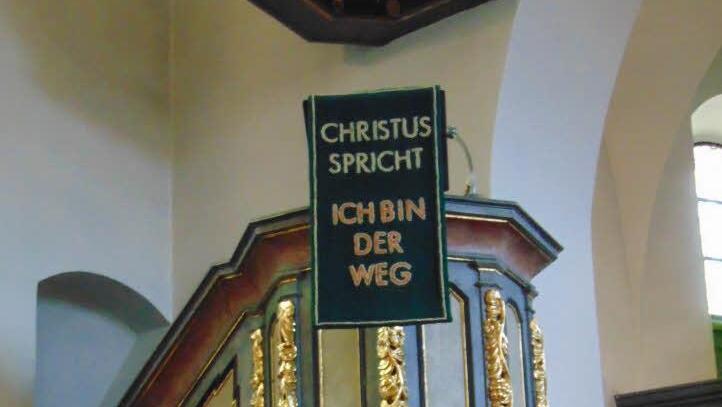 CHRISTUS
SPRICHT
ICH BIN
DER
WEG